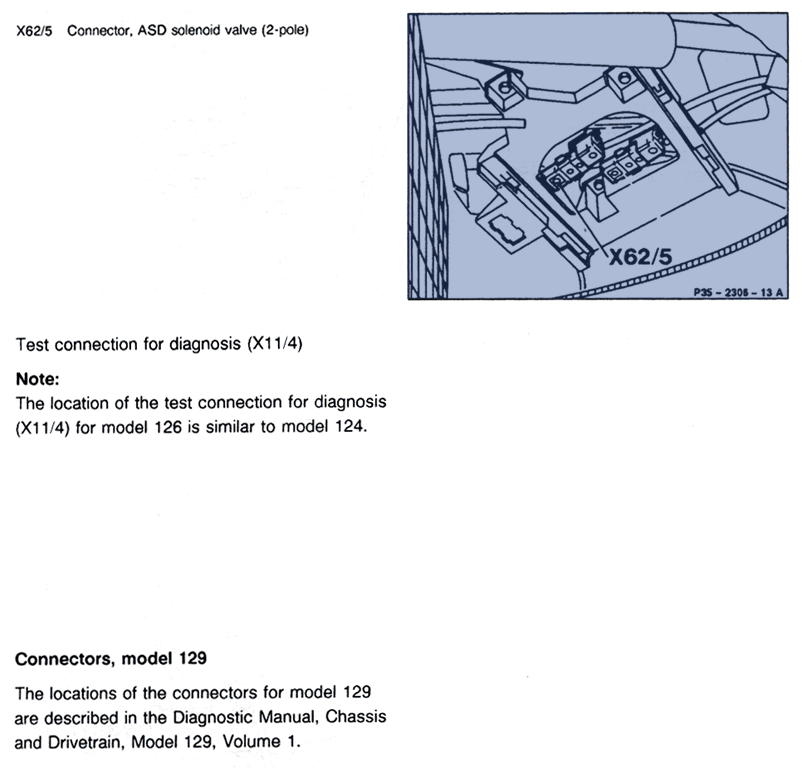 X62/5 Connector, ASD solenoid valve (2-pole)
X62/5
P35 – 2306 – 13 A
Test connection for diagnosis (X11/4)
Note:
The location of the test connection for diagnosis
(X11/4) for model 126 is similar to model 124.
Connectors, model 129
The locations of the connectors for model 129
are described in the Diagnostic Manual, Chassis
and Drivetrain, Model 129, Volume 1.